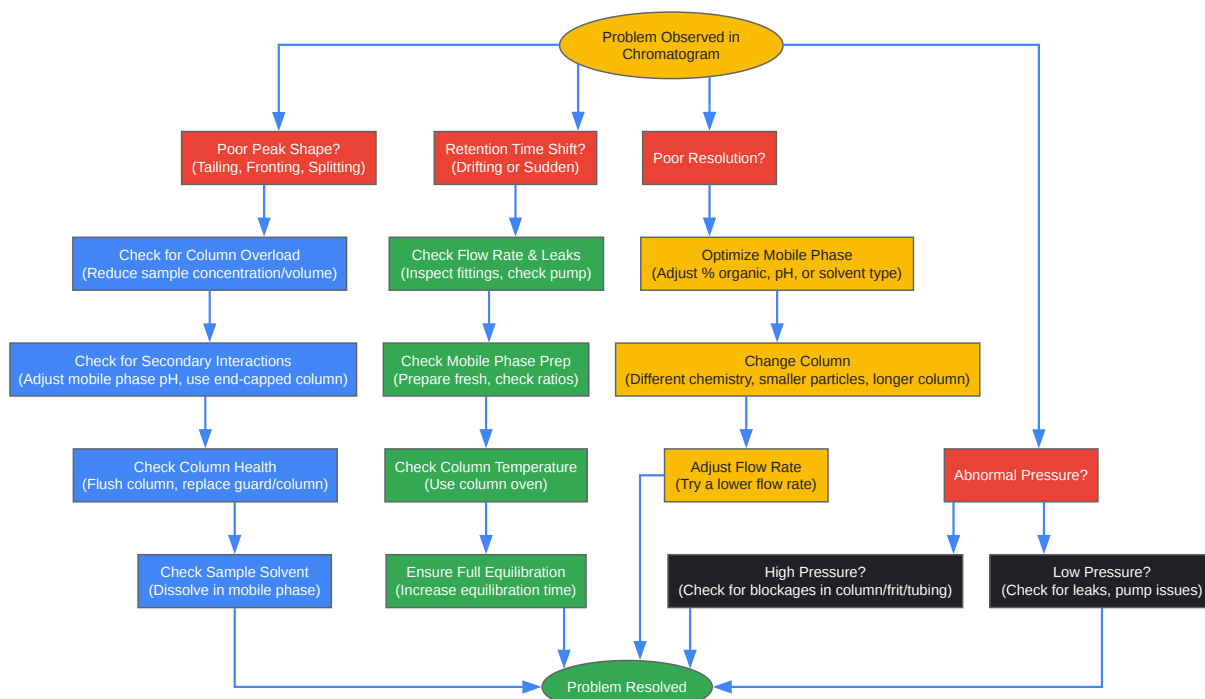 Problem Observed in
Chromatogram
Poor Peak Shape?
(Tailing, Fronting, Splitting)
Retention Time Shift?
(Drifting or Sudden)
Poor Resolution?
Check for Column Overload
(Reduce sample concentration/volume)
Check Flow Rate & Leaks
(Inspect fittings, check pump)
Optimize Mobile Phase
(Adjust % organic, pH, or solvent type)
Check for Secondary Interactions
(Adjust mobile phase pH, use end-capped column)
Check Mobile Phase Prep
(Prepare fresh, check ratios)
Change Column
(Different chemistry, smaller particles, longer column)
Check Column Health
(Flush column, replace guard/column)
Check Column Temperature
(Use column oven)
Adjust Flow Rate
(Try a lower flow rate)
Abnormal Pressure?
Check Sample Solvent
(Dissolve in mobile phase)
Ensure Full Equilibration
(Increase equilibration time)
High Pressure?
(Check for blockages in column/frit/tubing)
Low Pressure?
(Check for leaks, pump issues)
Problem Resolved